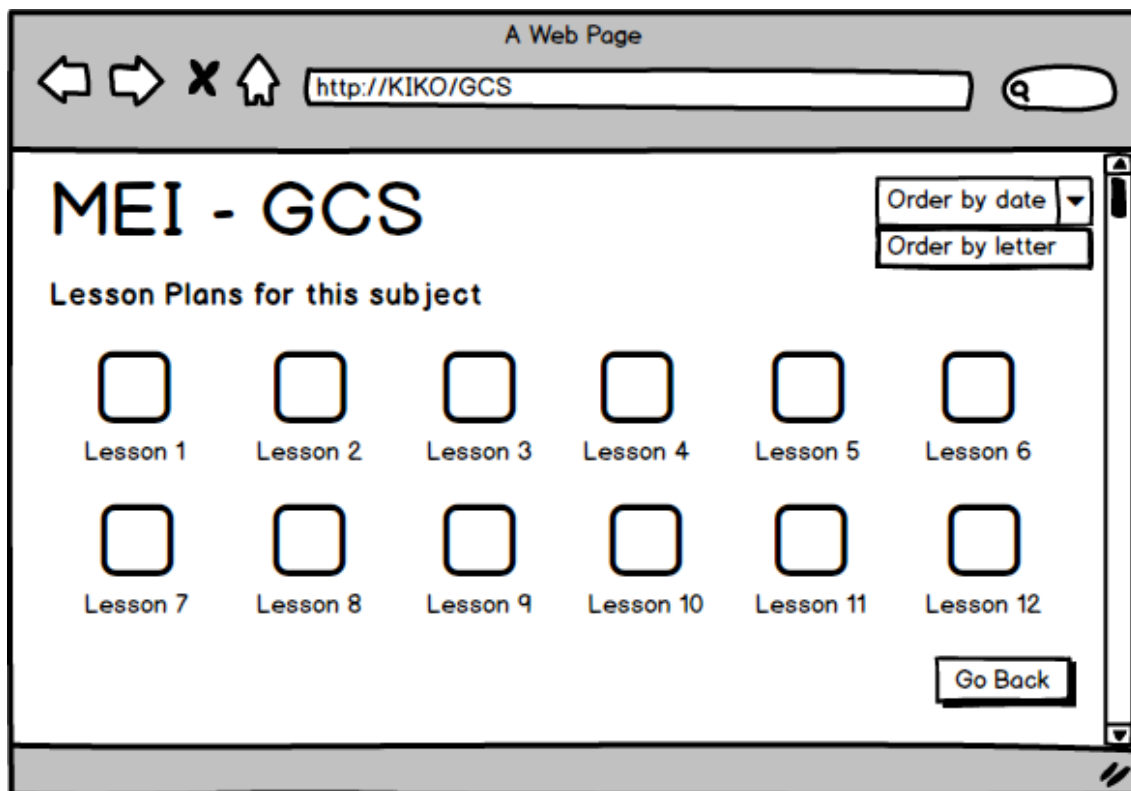 A Web Page
http://KIKO/GCS
MEI - GCS
Order by date
Order by letter
Lesson Plans for this subject
Lesson 1 Lesson 2 Lesson 3 Lesson 4 Lesson 5 Lesson 6
Lesson 7 Lesson 8 Lesson 9 Lesson 10 Lesson 11 Lesson 12
Go Back